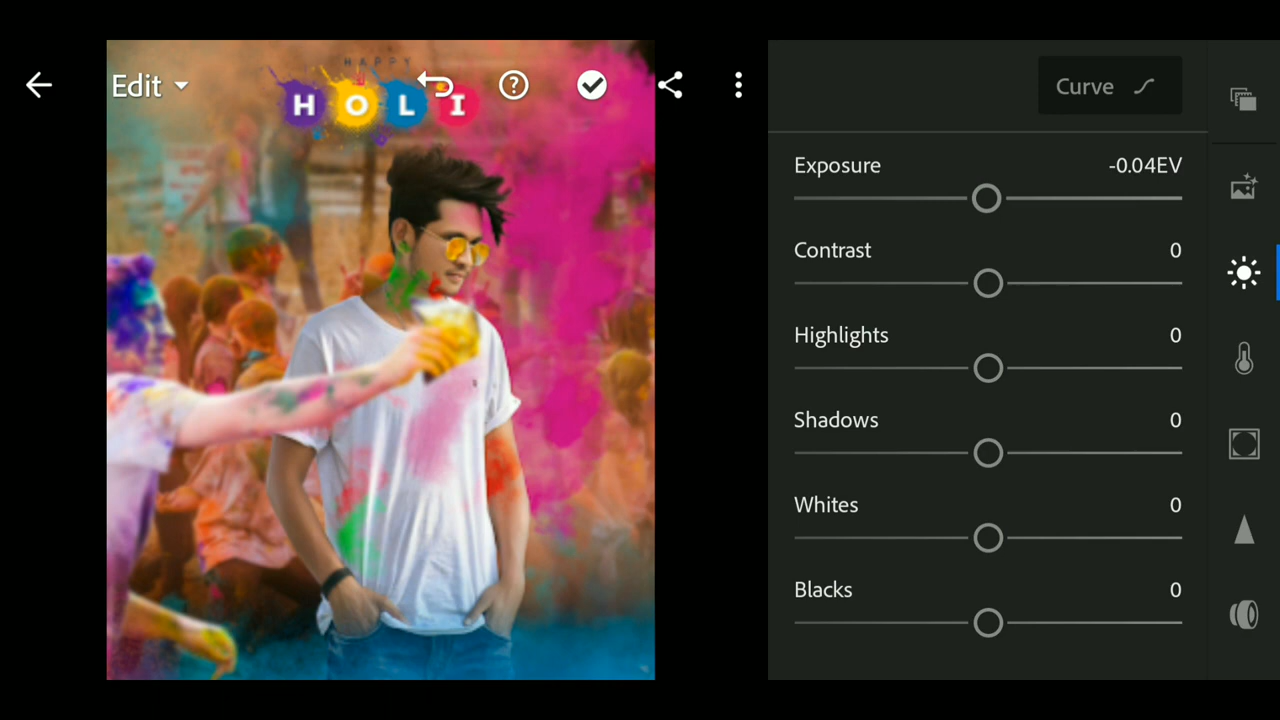 Edit
HAPPY
HOLI
Curve
Exposure -0.04EV
Contrast 0
Highlights 0
Shadows 0
Whites 0
Blacks 0